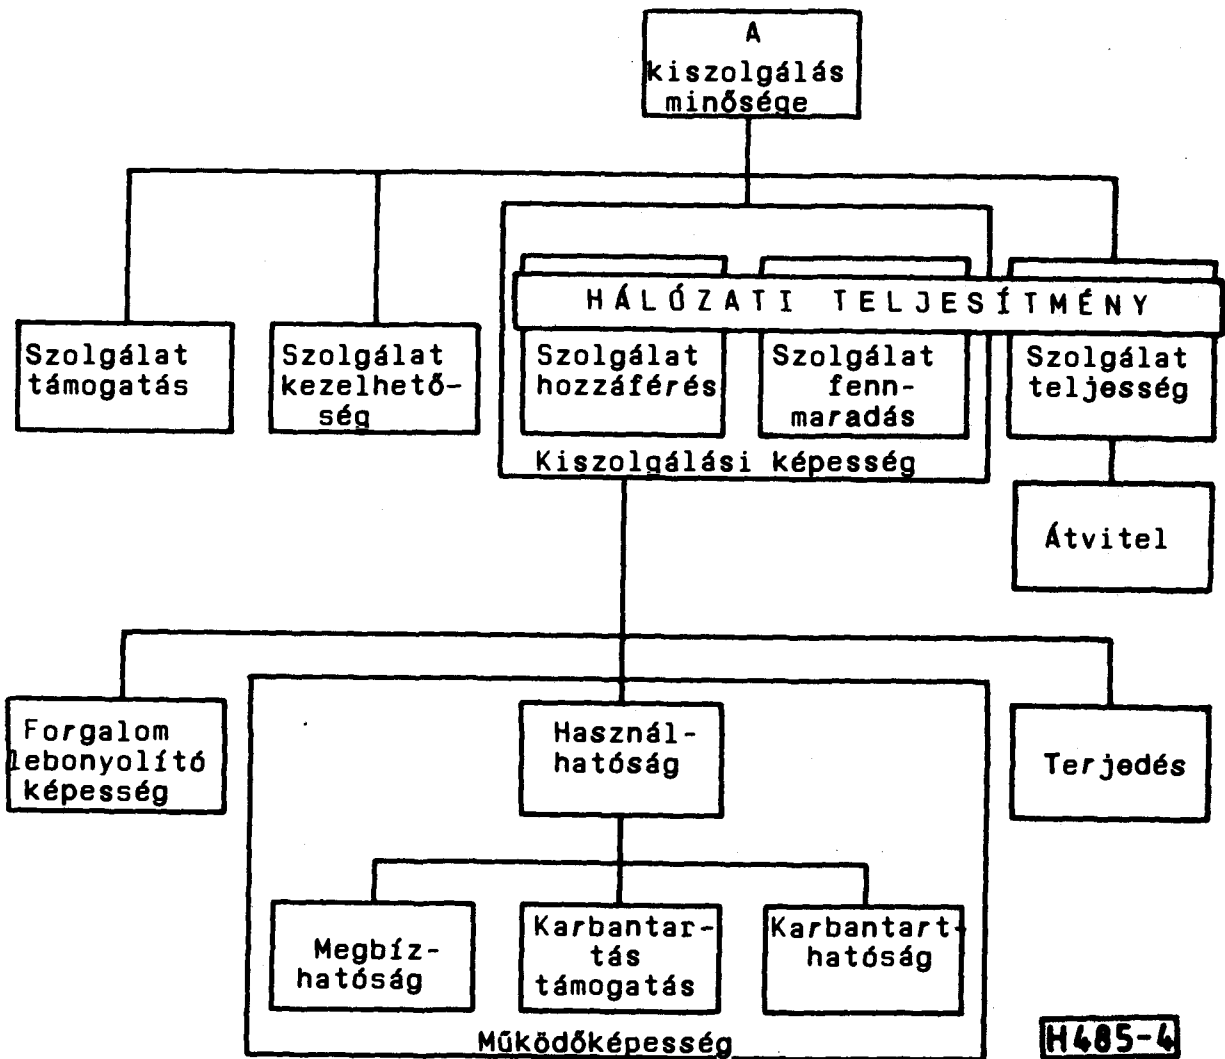 A
kiszolgálás
minősége
HÁLÓZATI TELJESÍTMÉNY
Szolgálat
támogatás
Szolgálat
kezelhető-
ség
Szolgálat
hozzáférés
Szolgálat
fenn-
maradás
Szolgálat
teljesség
Kiszolgálási képesség
Átvitel
Forgalom
lebonyolító
képesség
Használ-
hatóság
Terjedés
Megbíz-
hatóság
Karbantar-
tás
támogatás
Karbantart-
hatóság
Működőképesség
H485-4